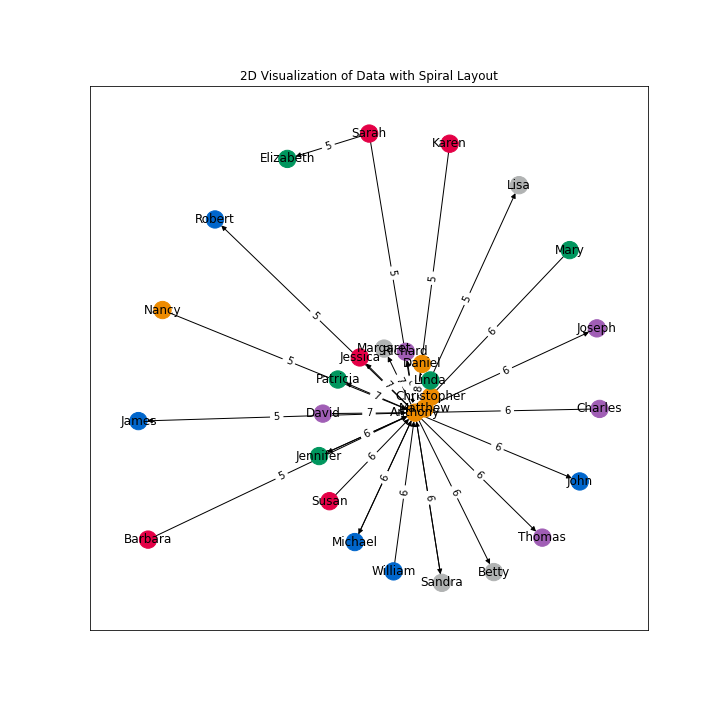 2D Visualization of Data with Spiral Layout
Sarah
Karen
5
Elizabeth
Lisa
Robert
Mary
5
5
5
Nancy
5
6
Joseph
Margaret
Richard
Jessica
5
Daniel
6
Patricia
Linda
7
7
8
7
Christopher
Matthew
Anthony
David
7
6
Charles
James
5
6
6
Jennifer
6
5
6
6
John
Susan
6
6
6
6
Barbara
Michael
Thomas
William
Betty
Sandra